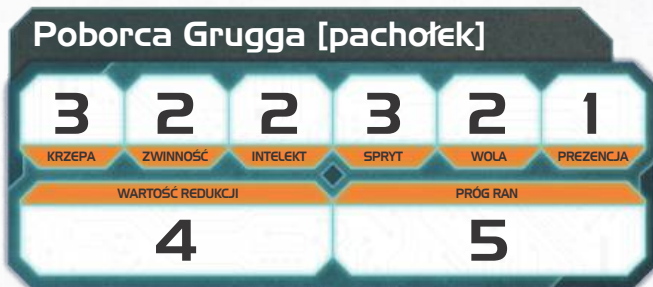 Poborca Grugga [pachołek]
3 2 2 3 2 1
KRZEPA ZWINNOŚĆ INTELEKT SPRYT WOLA PREZENCJA
WARTOŚĆ REDUKCJI PRÓG RAN
4 5